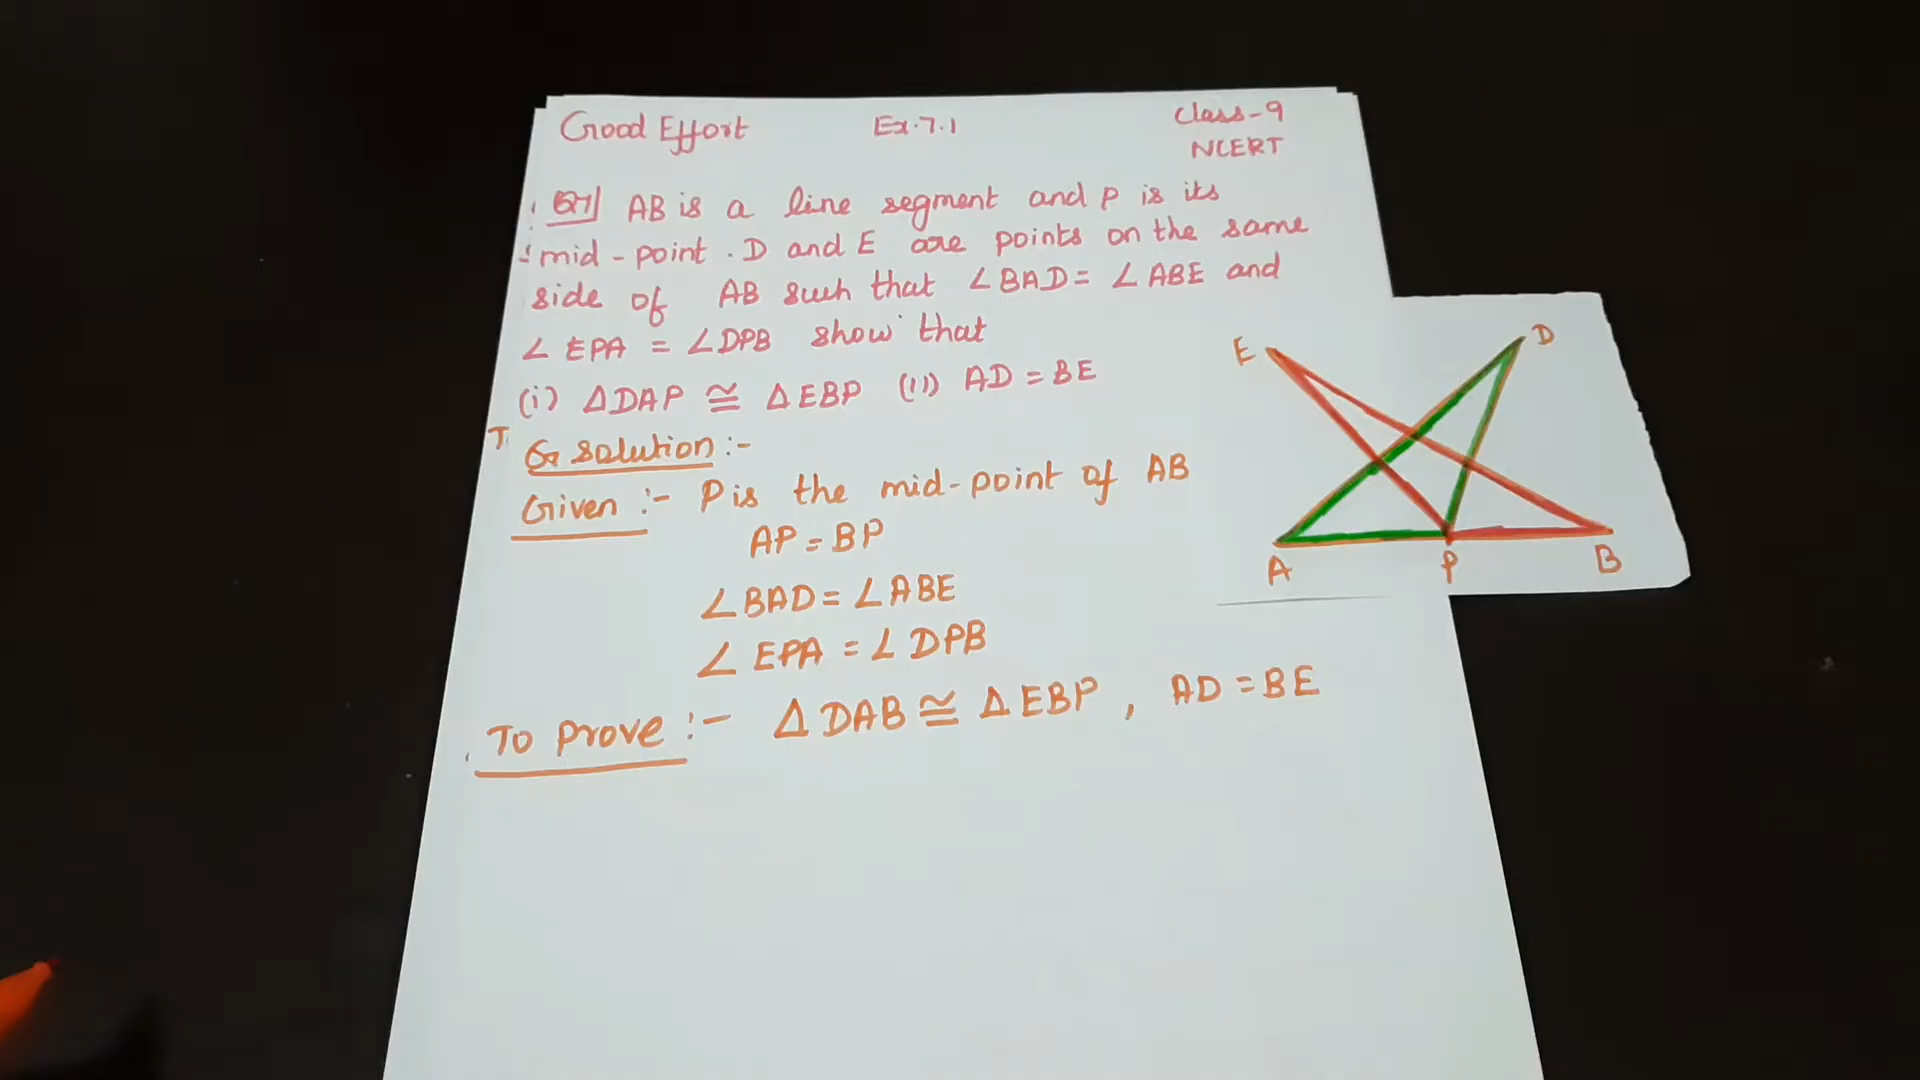 Good Effort Ex.7.1 Class-9
NCERT
Q7 AB is a line segment and P is its
mid-point. D and E are points on the same
side of AB such that ∠BAD = ∠ABE and
∠EPA = ∠DPB show that
(i) ΔDAP ≅ ΔEBP (ii) AD = BE
solution :-
Given :- P is the mid-point of AB
AP = BP
∠BAD = ∠ABE
∠EPA = ∠DPB
To prove :- ΔDAB ≅ ΔEBP, AD = BE
E D
A P B